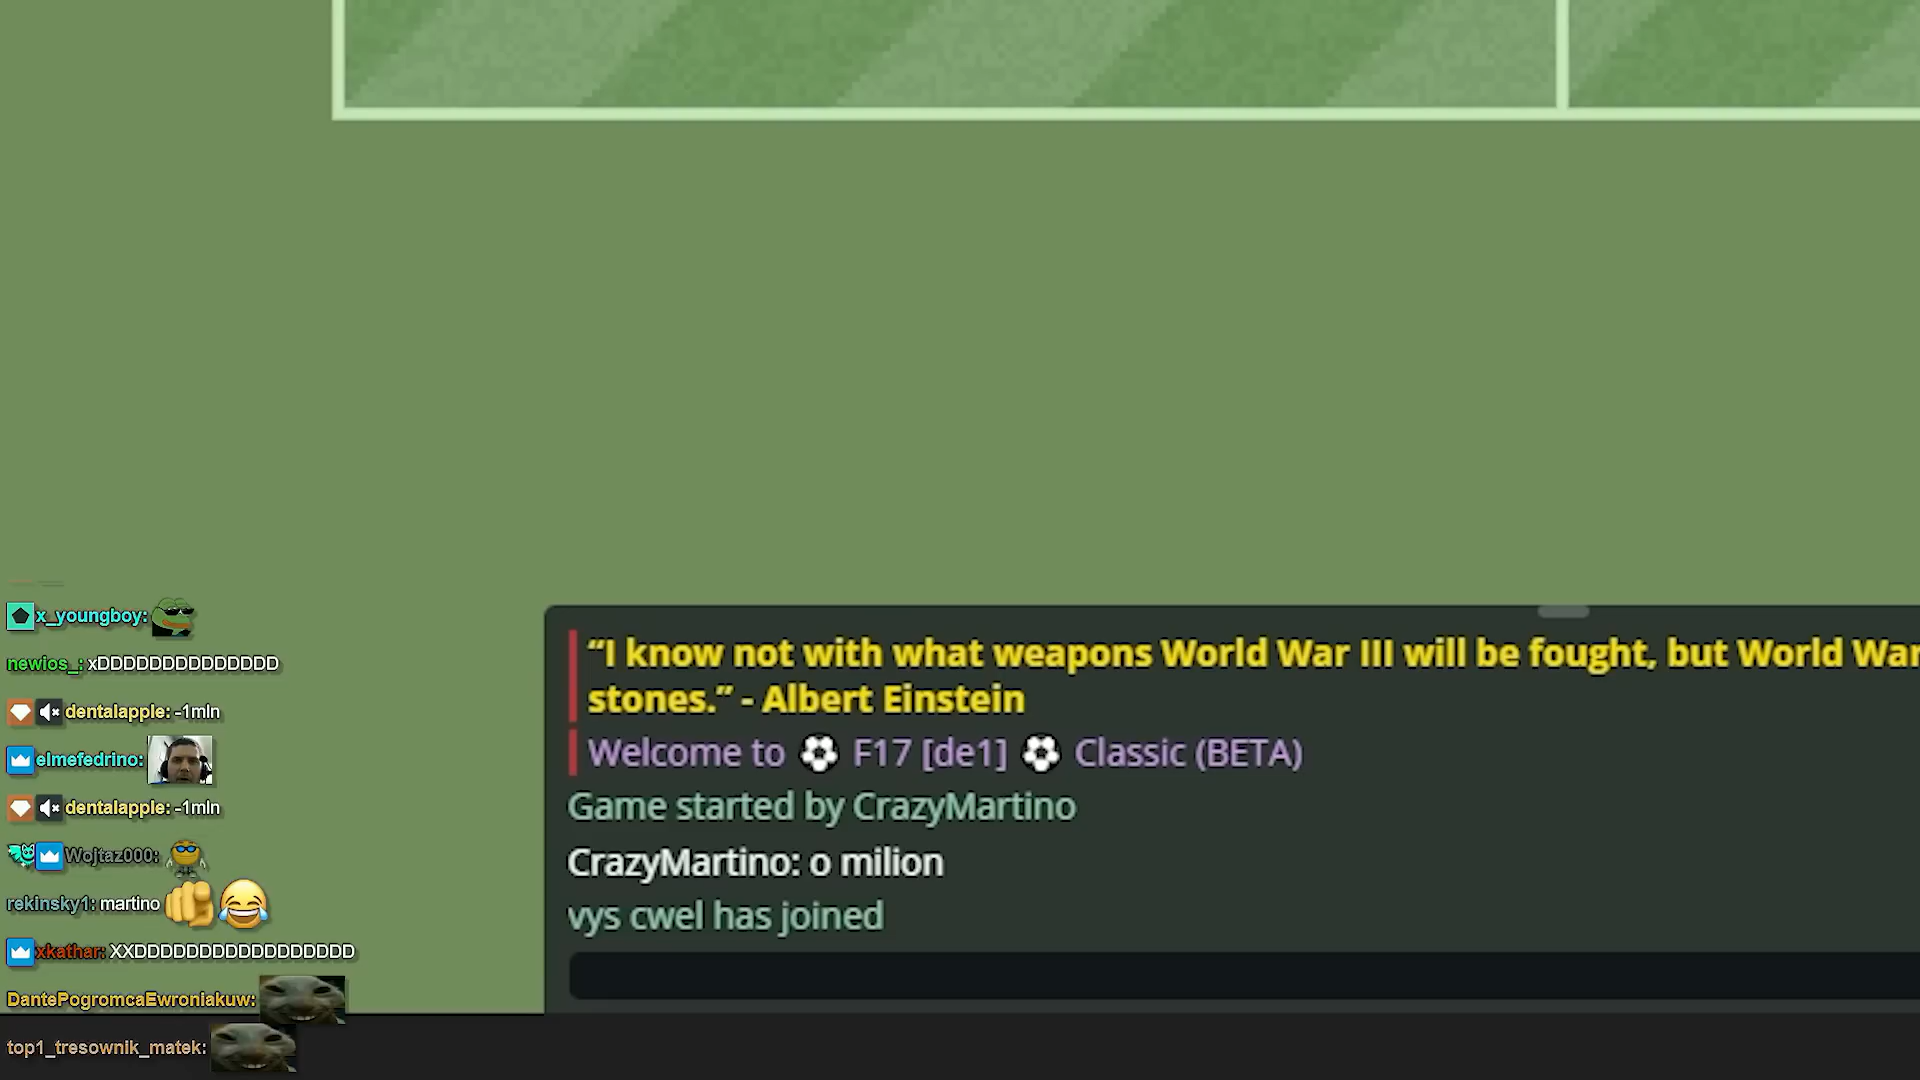 x_youngboy:
newios_: xDDDDDDDDDDDDDD
dentalapple: -1mln
elmefedrino:
dentalapple: -1mln
Wojtaz000:
rekinsky1: martino
xkathar: XXDDDDDDDDDDDDDDDDD
DantePogromcaEwroniakuw:
top1_tresownik_matek:
“I know not with what weapons World War III will be fought, but World War
stones.” - Albert Einstein
Welcome to ⚽ F17 [de1] ⚽ Classic (BETA)
Game started by CrazyMartino
CrazyMartino: o milion
vys cwel has joined